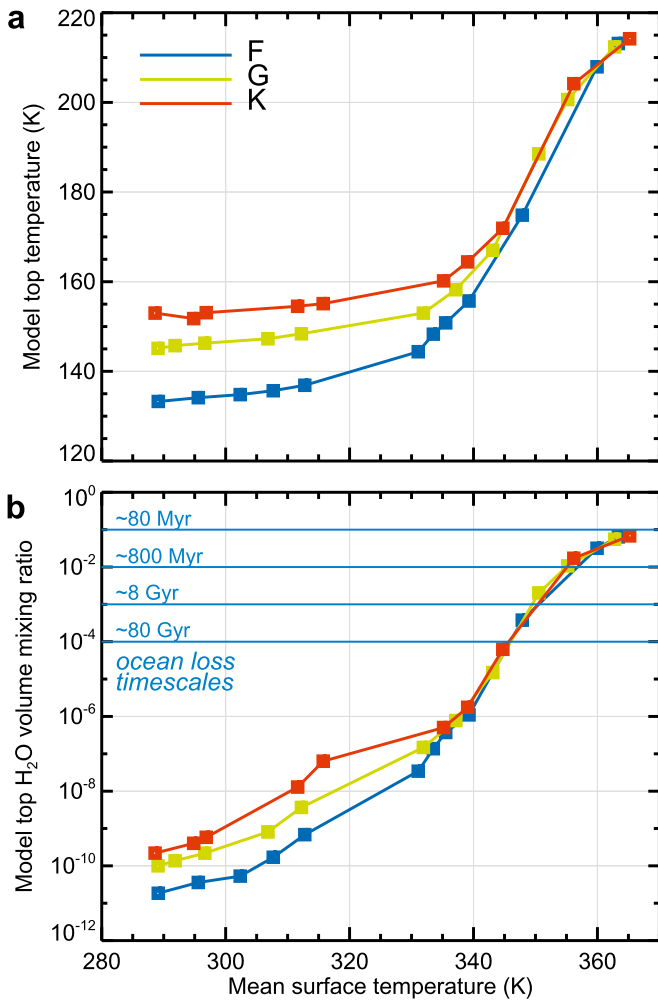 a
220
F
G
K
200
180
160
140
120
Model top temperature (K)
b
10⁰
~80 Myr
10⁻²
~800 Myr
~8 Gyr
10⁻⁴
~80 Gyr
ocean loss
timescales
10⁻⁶
10⁻⁸
10⁻¹⁰
10⁻¹²
Model top H₂O volume mixing ratio
280 300 320 340 360
Mean surface temperature (K)